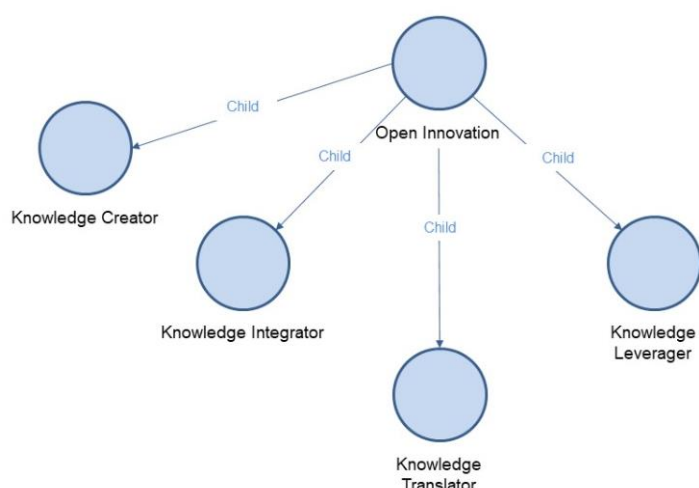 Child
Open Innovation
Child
Child
Knowledge Creator
Child
Knowledge Integrator
Knowledge
Leverager
Knowledge
Translator